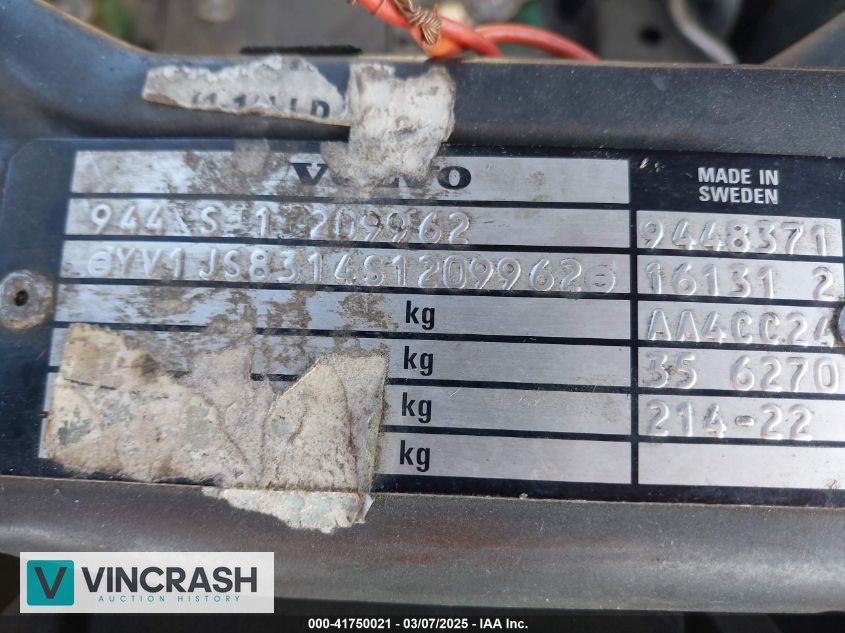 VOLVO
944 S 1 209962
YV1JS8314S1209962
kg
kg
kg
kg
MADE IN
SWEDEN
9448371
16131 2
AA4CC2A
35 6270
214-22
VINCRASH
AUCTION HISTORY
000-41750021 - 03/07/2025 - IAA Inc.